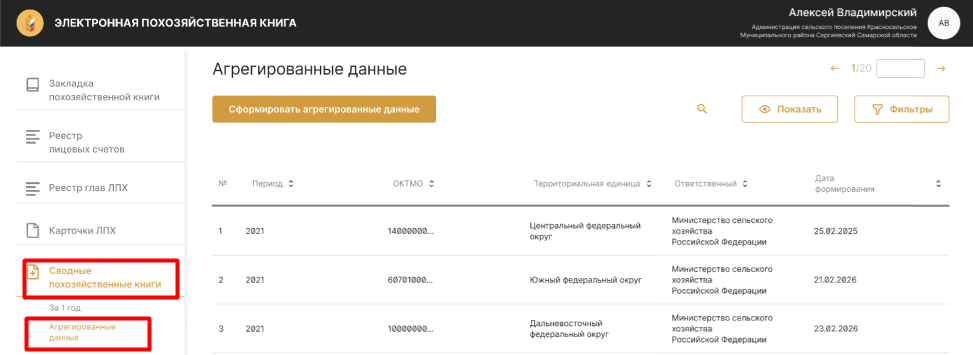 ЭЛЕКТРОННАЯ ПОХОЗЯЙСТВЕННАЯ КНИГА
Алексей Владимирский
Администрация сельского поселения Красносельское
Муниципального района Сергиевский Самарской области
АВ
Закладка
похозяйственной книги
Реестр
лицевых счетов
Реестр глав ЛПХ
Карточки ЛПХ
Сводные
похозяйственные книги
За 1 год
Агрегированные
данные
Агрегированные данные
← 1/20 →
Сформировать агрегированные данные
Показать
Фильтры
№ Период ОКТМО Территориальная единица Ответственный Дата
формирования
1 2021 14000000... Центральный федеральный
округ
Министерство сельского
хозяйства
Российской Федерации
25.02.2025
2 2021 60701000... Южный федеральный округ
Министерство сельского
хозяйства
Российской Федерации
21.02.2026
3 2021 10000000... Дальневосточный
федеральный округ
Министерство сельского
хозяйства
Российской Федерации
23.02.2026